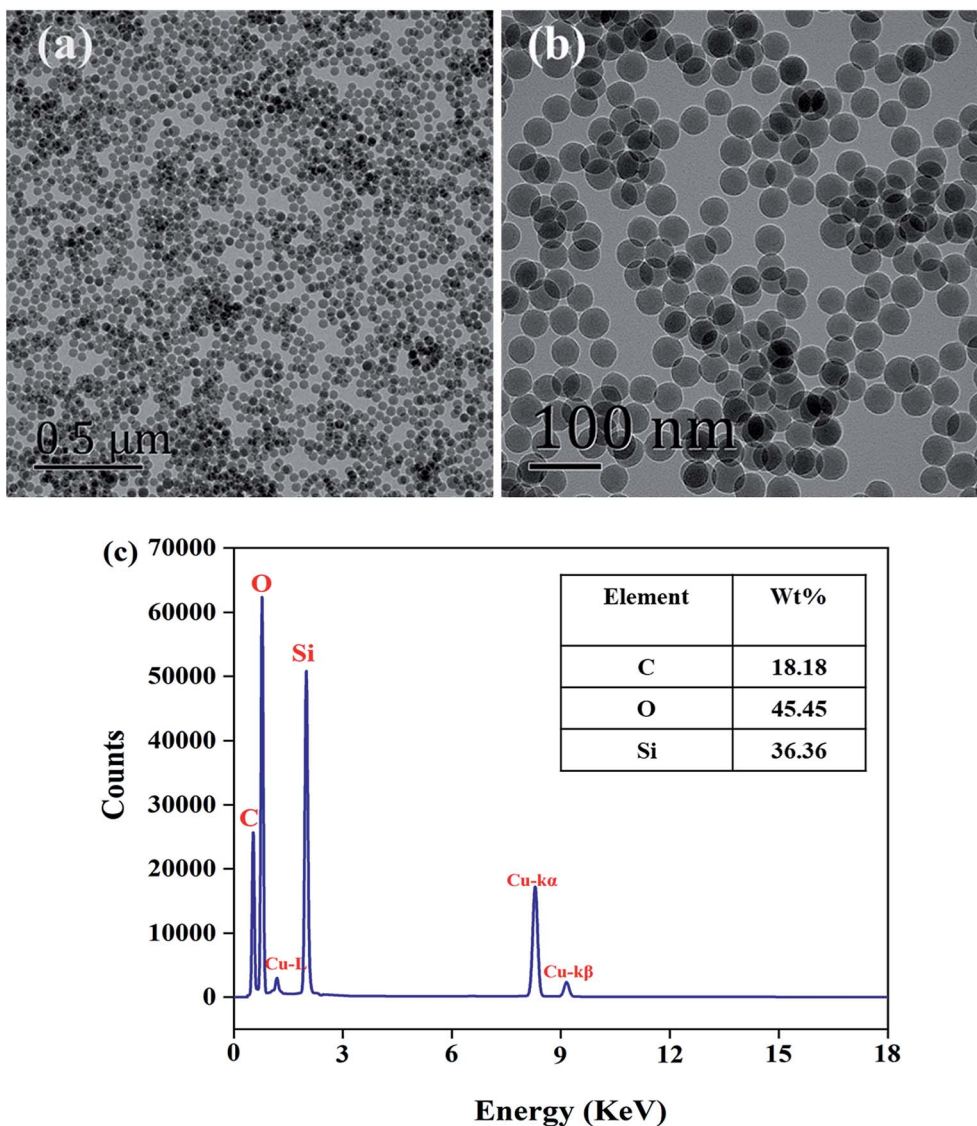 (a)
(b)
0.5 μm
100 nm
(c)
70000
60000
50000
40000
30000
20000
10000
0
Counts
O
Si
C
Cu-L
Cu-kα
Cu-kβ
Element Wt%
C 18.18
O 45.45
Si 36.36
0 3 6 9 12 15 18
Energy (KeV)